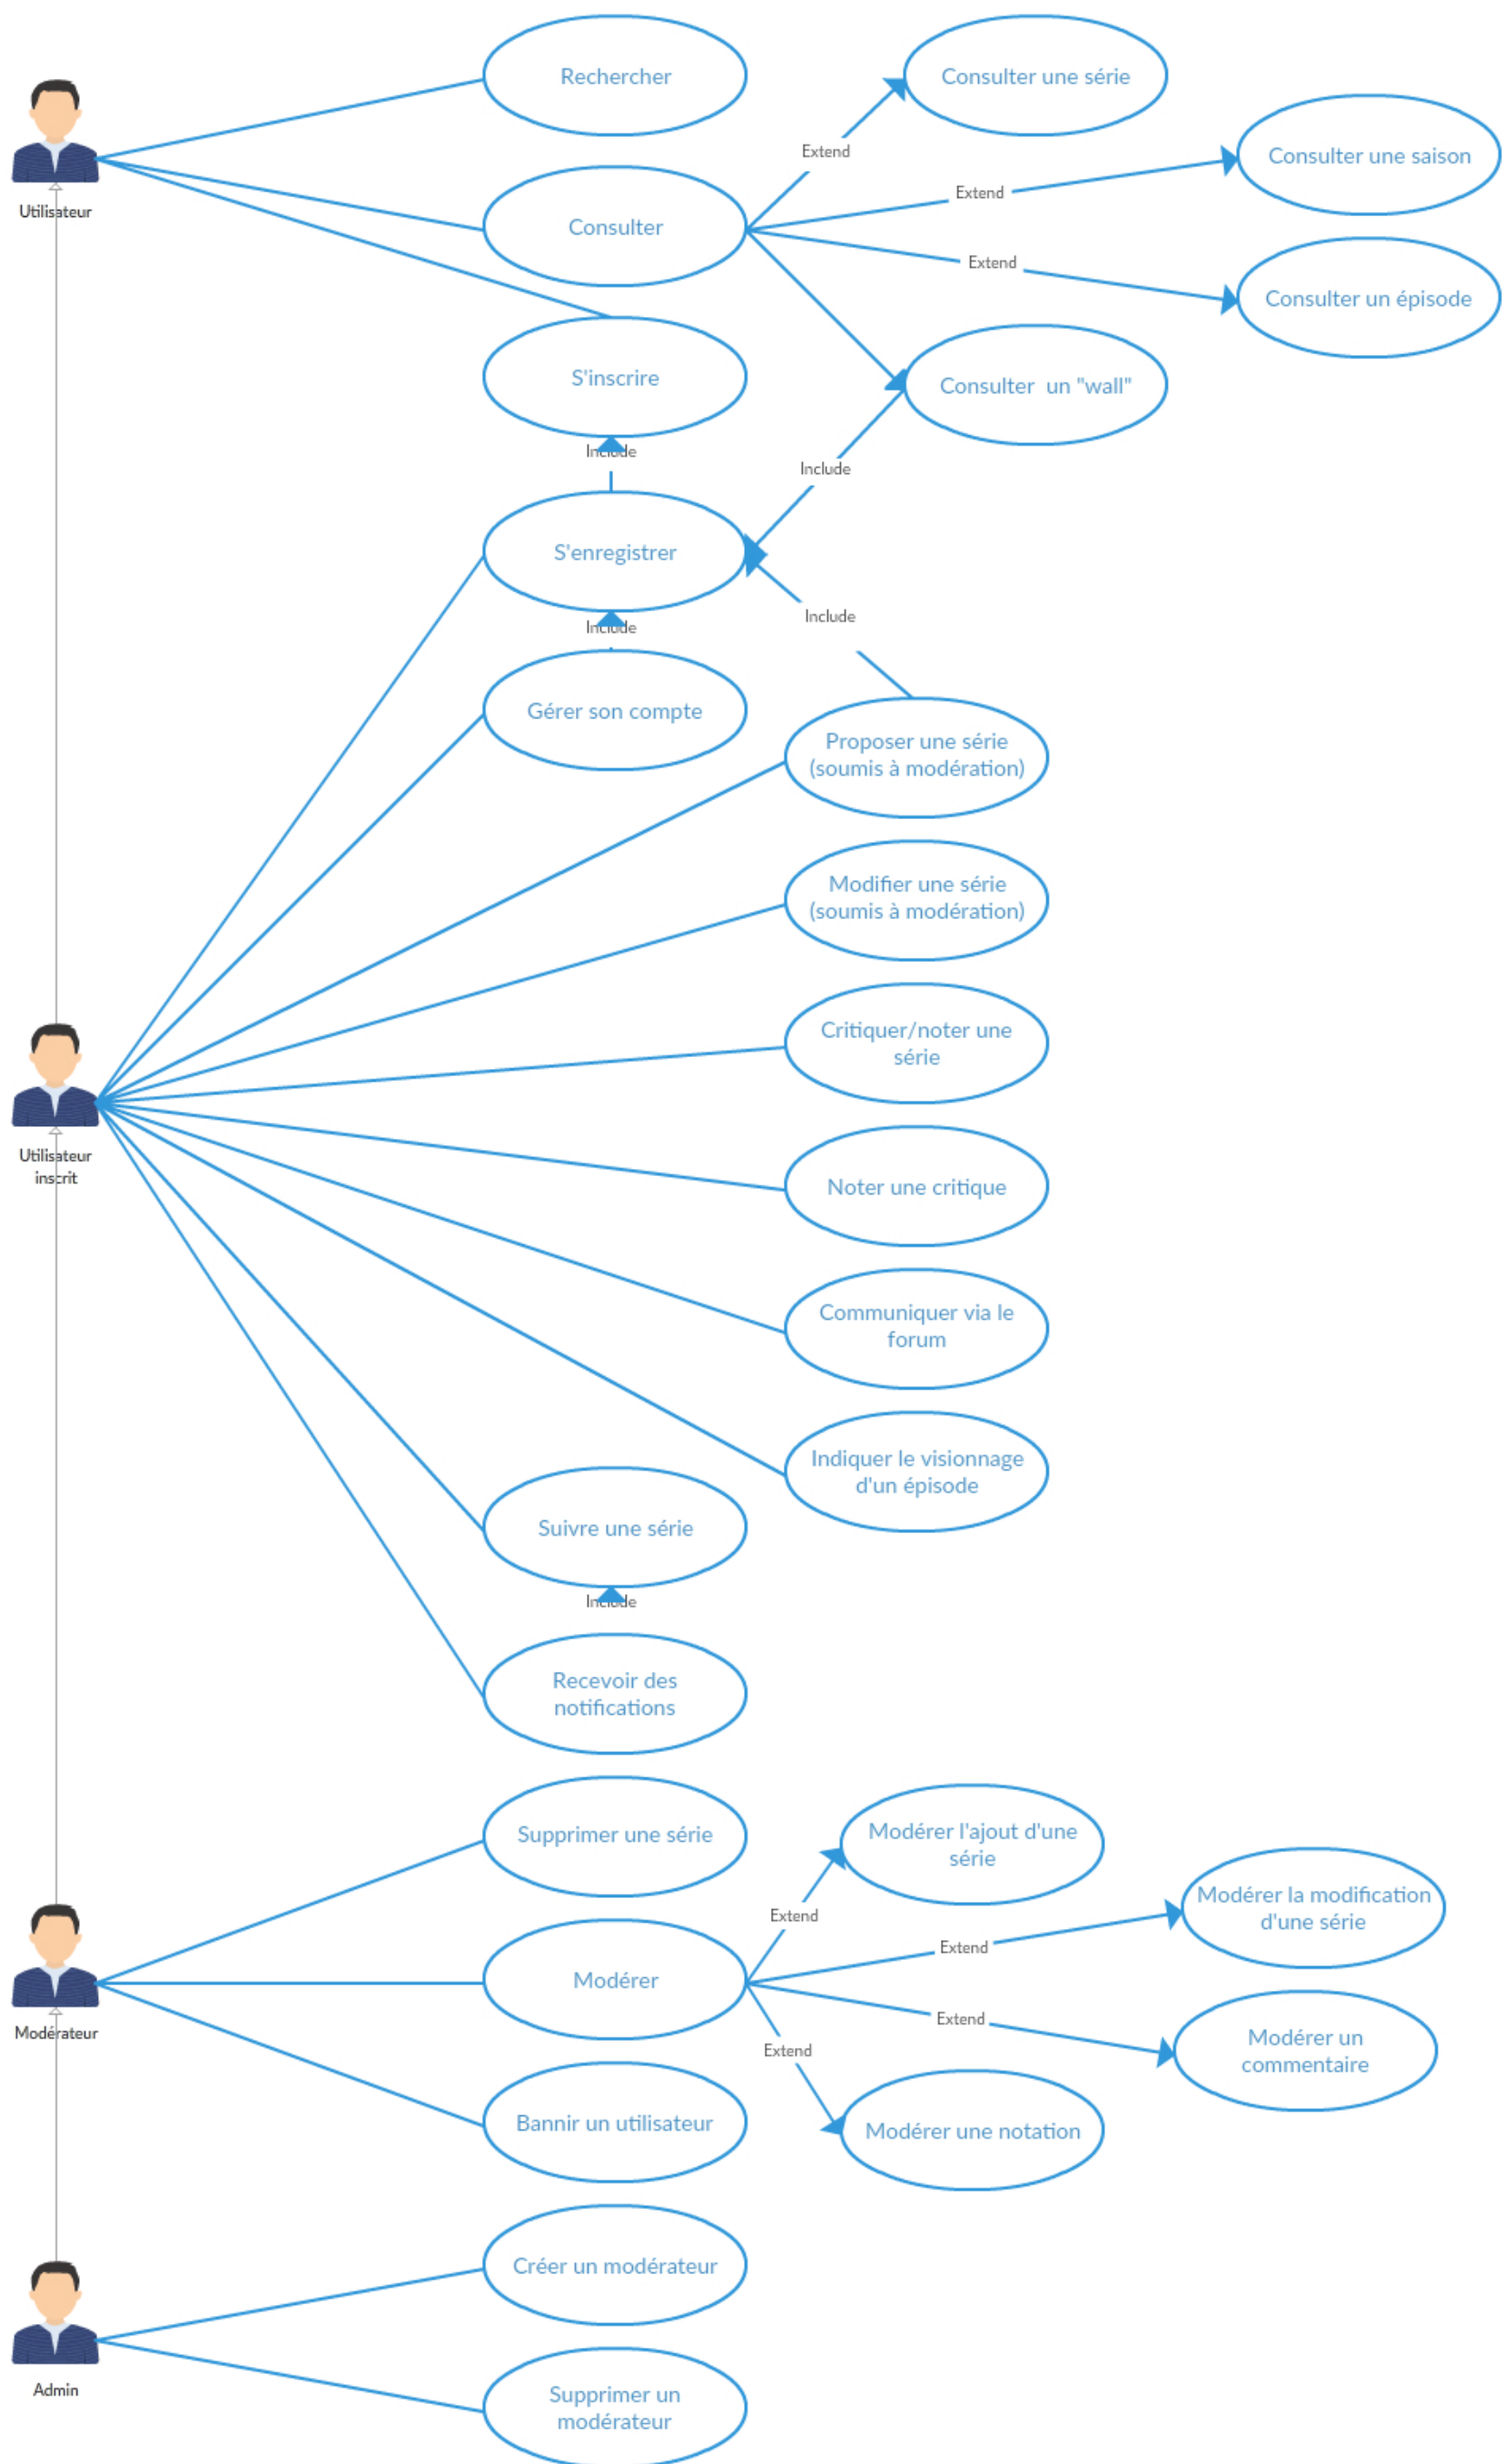 Rechercher
Consulter une série
Consulter une saison
Extend
Extend
Utilisateur
Consulter
Extend
Consulter un épisode
S'inscrire
Consulter un "wall"
Include
Include
S'enregistrer
Include
Include
Gérer son compte
Proposer une série
(soumis à modération)
Modifier une série
(soumis à modération)
Critiquer/noter une
série
Utilisateur
inscrit
Noter une critique
Communiquer via le
forum
Indiquer le visionnage
d'un épisode
Suivre une série
Include
Recevoir des
notifications
Supprimer une série
Modérer l'ajout d'une
série
Modérer la modification
d'une série
Extend
Extend
Modérer
Extend
Modérateur
Extend
Modérer un
commentaire
Bannir un utilisateur
Modérer une notation
Créer un modérateur
Admin
Supprimer un
modérateur